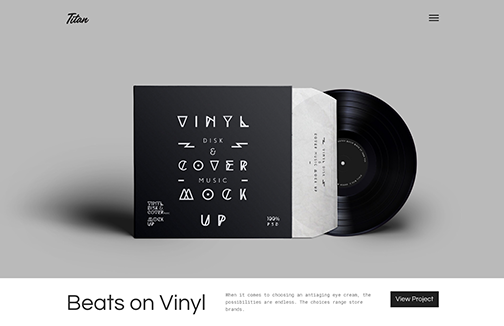 Titan
VINYL
DISK
&
COVER
MUSIC
MOCK
UP
VINYL
DISK &
COVER
MOCK
UP
100%
PSD
Beats on Vinyl
When it comes to choosing an antiaging eye cream, the
possibilities are endless. The choices range store
brands.
View Project